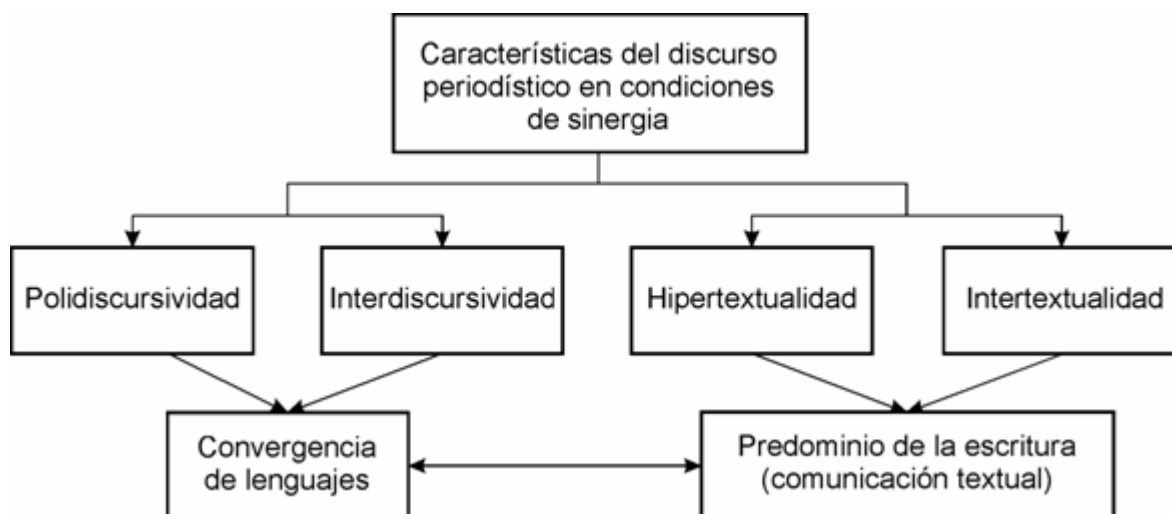 Características del discurso
periodístico en condiciones
de sinergia
Polidiscursividad
Interdiscursividad
Hipertextualidad
Intertextualidad
Convergencia
de lenguajes
Predominio de la escritura
(comunicación textual)